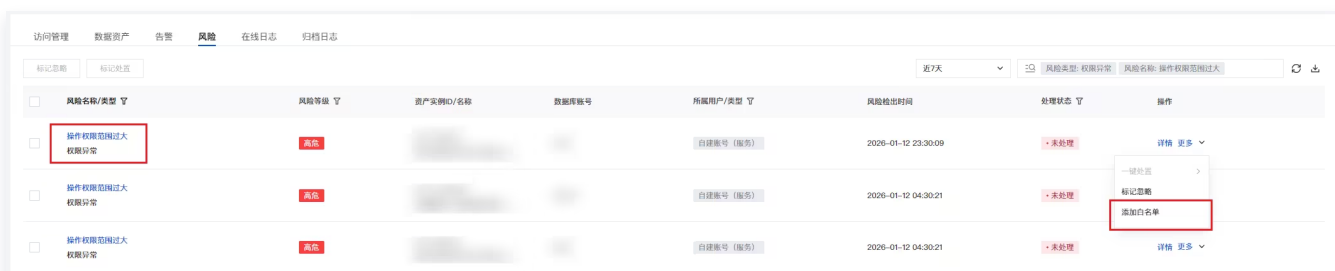 访问管理 数据资产 告警 风险 在线日志 归档日志
标记忽略 标记处置 近7天 风险类型: 权限异常 风险名称: 操作权限范围过大
风险名称/类型 风险等级 资产实例ID/名称 数据库账号 所属用户/类型 风险检出时间 处理状态 操作
操作权限范围过大
权限异常
高危 自建账号（服务） 2026-01-12 23:30:09 未处理 详情 更多
一键处置
标记忽略
添加白名单
操作权限范围过大
权限异常
高危 自建账号（服务） 2026-01-12 04:30:21 未处理
操作权限范围过大
权限异常
高危 自建账号（服务） 2026-01-12 04:30:21 未处理 详情 更多